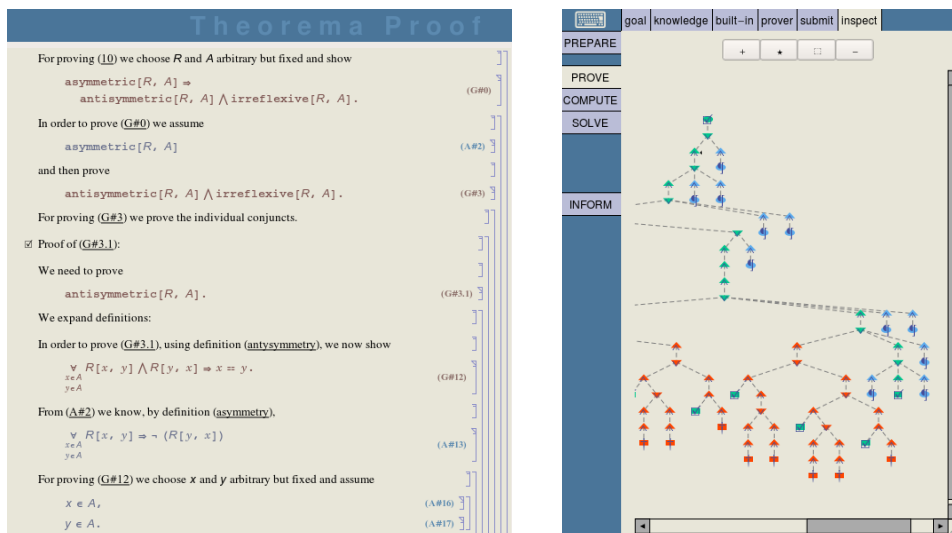 Theorema Proof
For proving (10) we choose R and A arbitrary but fixed and show
asymmetric[R, A] ⇒
antisymmetric[R, A] ⋀ irreflexive[R, A].
(G#0)
In order to prove (G#0) we assume
asymmetric[R, A]
(A#2)
and then prove
antisymmetric[R, A] ⋀ irreflexive[R, A].
(G#3)
For proving (G#3) we prove the individual conjuncts.
Proof of (G#3.1):
We need to prove
antisymmetric[R, A].
(G#3.1)
We expand definitions:
In order to prove (G#3.1), using definition (antysymmetry), we now show
∀ R[x, y] ⋀ R[y, x] ⇒ x = y.
x∈A
y∈A
(G#12)
From (A#2) we know, by definition (asymmetry),
∀ R[x, y] ⇒ ¬ (R[y, x])
x∈A
y∈A
(A#13)
For proving (G#12) we choose x and y arbitrary but fixed and assume
x ∈ A,
(A#16)
y ∈ A.
(A#17)
goal knowledge built-in prover submit inspect
PREPARE
PROVE
COMPUTE
SOLVE
INFORM
+ ★ −